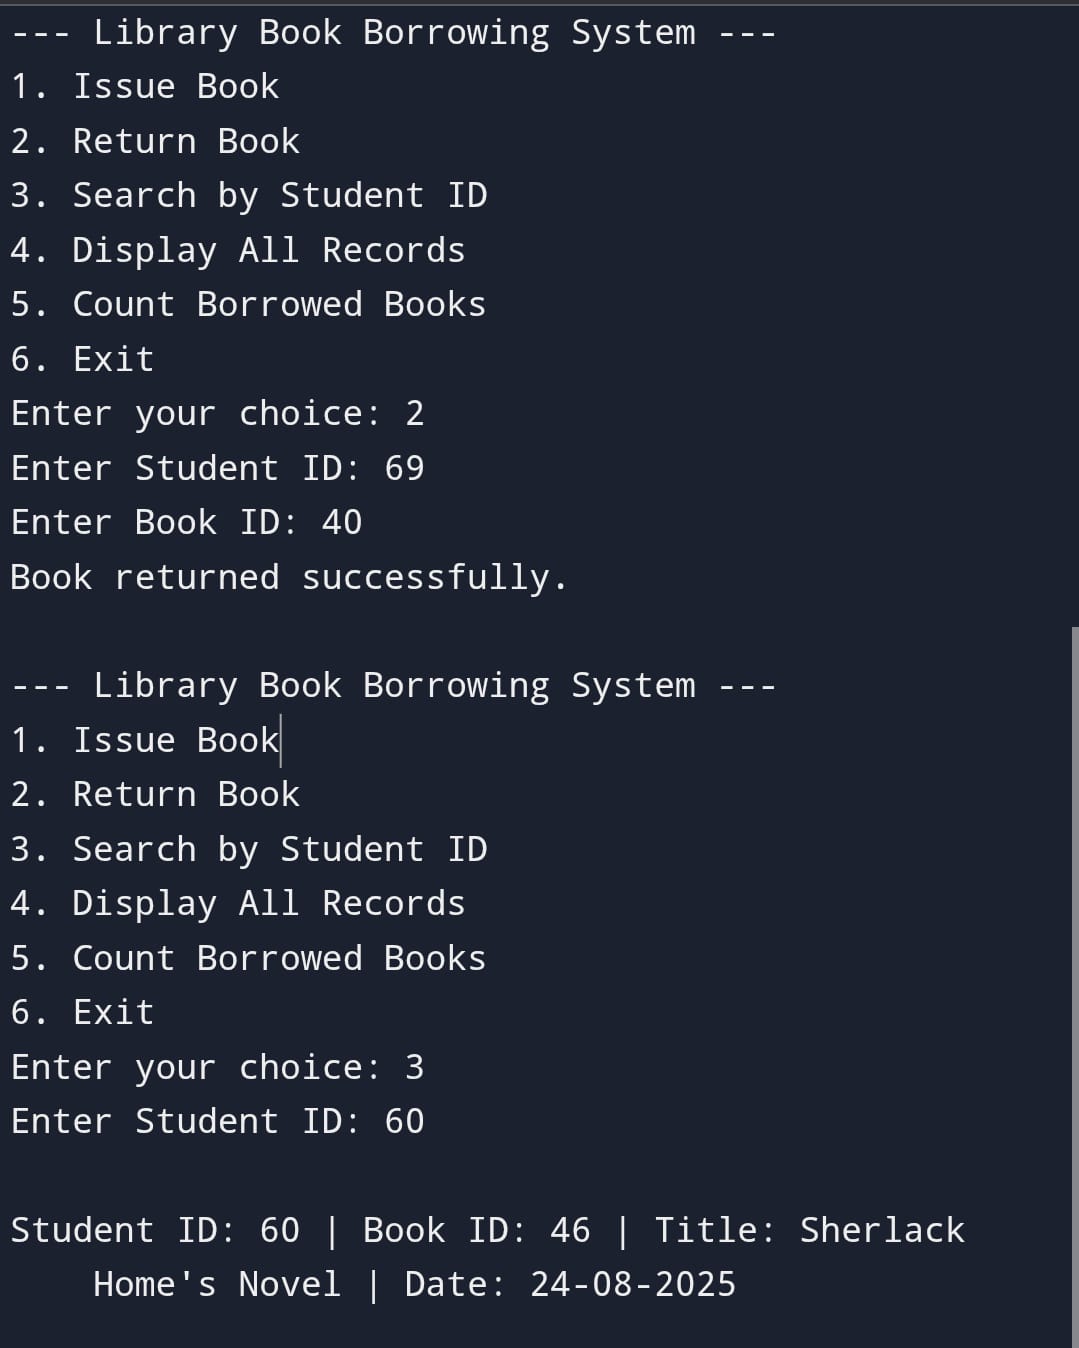 --- Library Book Borrowing System ---
1. Issue Book
2. Return Book
3. Search by Student ID
4. Display All Records
5. Count Borrowed Books
6. Exit
Enter your choice: 2
Enter Student ID: 69
Enter Book ID: 40
Book returned successfully.

--- Library Book Borrowing System ---
1. Issue Book
2. Return Book
3. Search by Student ID
4. Display All Records
5. Count Borrowed Books
6. Exit
Enter your choice: 3
Enter Student ID: 60

Student ID: 60 | Book ID: 46 | Title: Sherlack
Home's Novel | Date: 24-08-2025